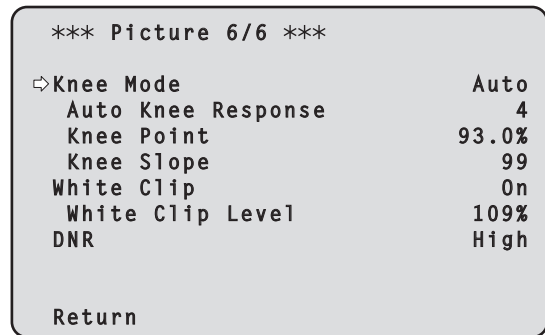 *** Picture 6/6 ***
⇨Knee Mode Auto
Auto Knee Response 4
Knee Point 93.0%
Knee Slope 99
White Clip On
White Clip Level 109%
DNR High
Return